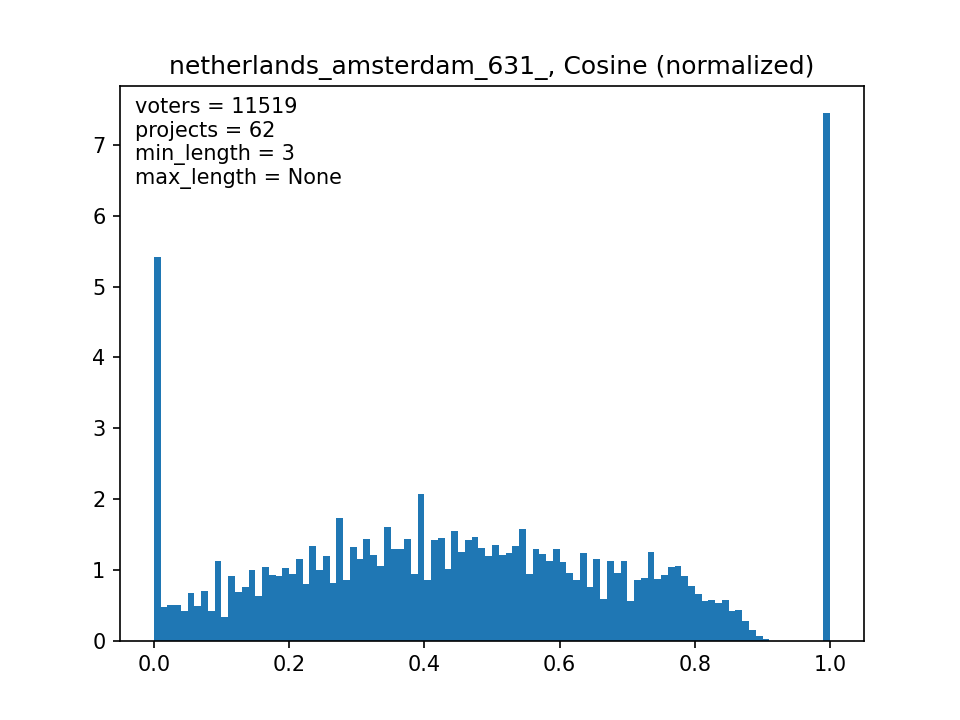 netherlands_amsterdam_631_, Cosine (normalized)
voters = 11519
projects = 62
min_length = 3
max_length = None
7
6
5
4
3
2
1
0
0.0 0.2 0.4 0.6 0.8 1.0